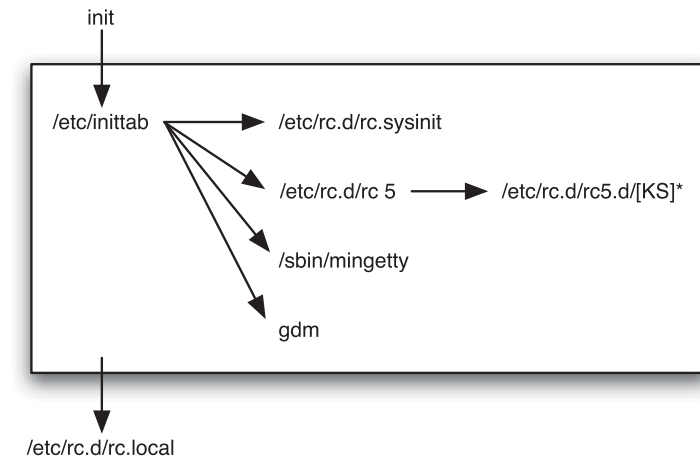 init
/etc/inittab
/etc/rc.d/rc.sysinit
/etc/rc.d/rc 5
/etc/rc.d/rc5.d/[KS]*
/sbin/mingetty
gdm
/etc/rc.d/rc.local